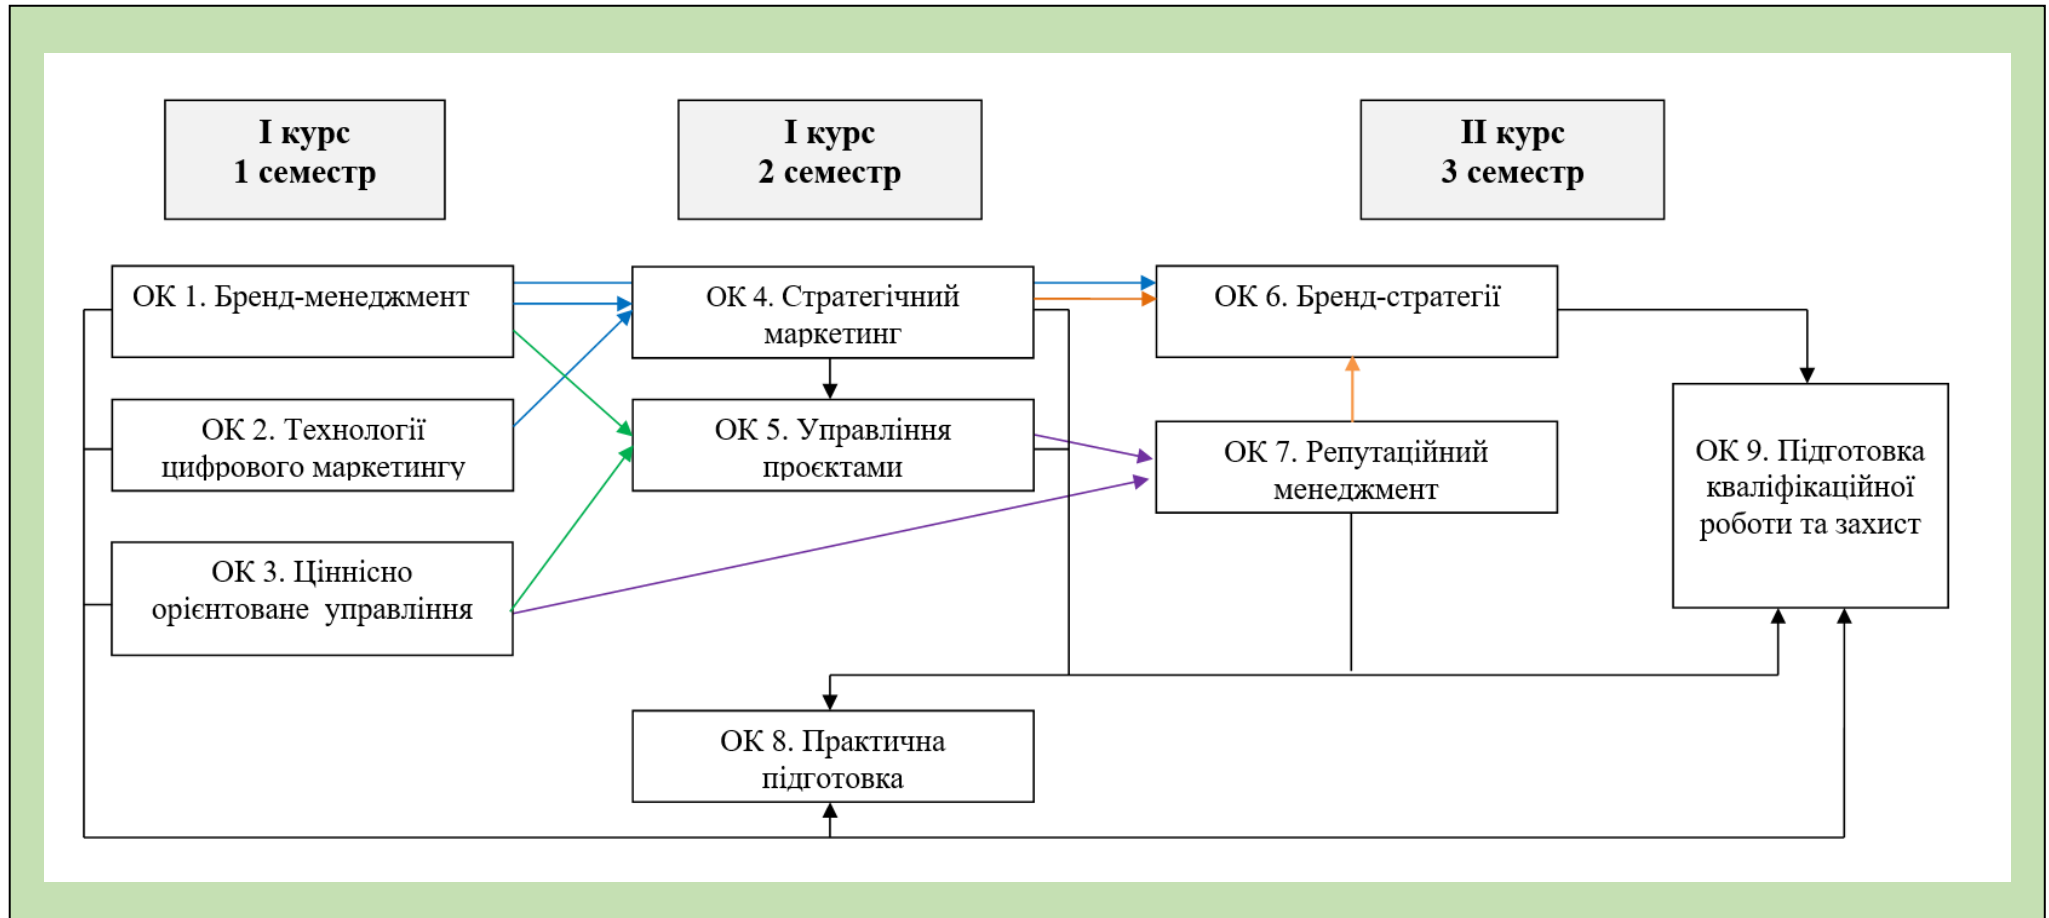 І курс
1 семестр
І курс
2 семестр
ІІ курс
3 семестр
ОК 1. Бренд-менеджмент
ОК 4. Стратегічний
маркетинг
ОК 6. Бренд-стратегії
ОК 2. Технології
цифрового маркетингу
ОК 5. Управління
проєктами
ОК 7. Репутаційний
менеджмент
ОК 9. Підготовка
кваліфікаційної
роботи та захист
ОК 3. Ціннісно
орієнтоване управління
ОК 8. Практична
підготовка